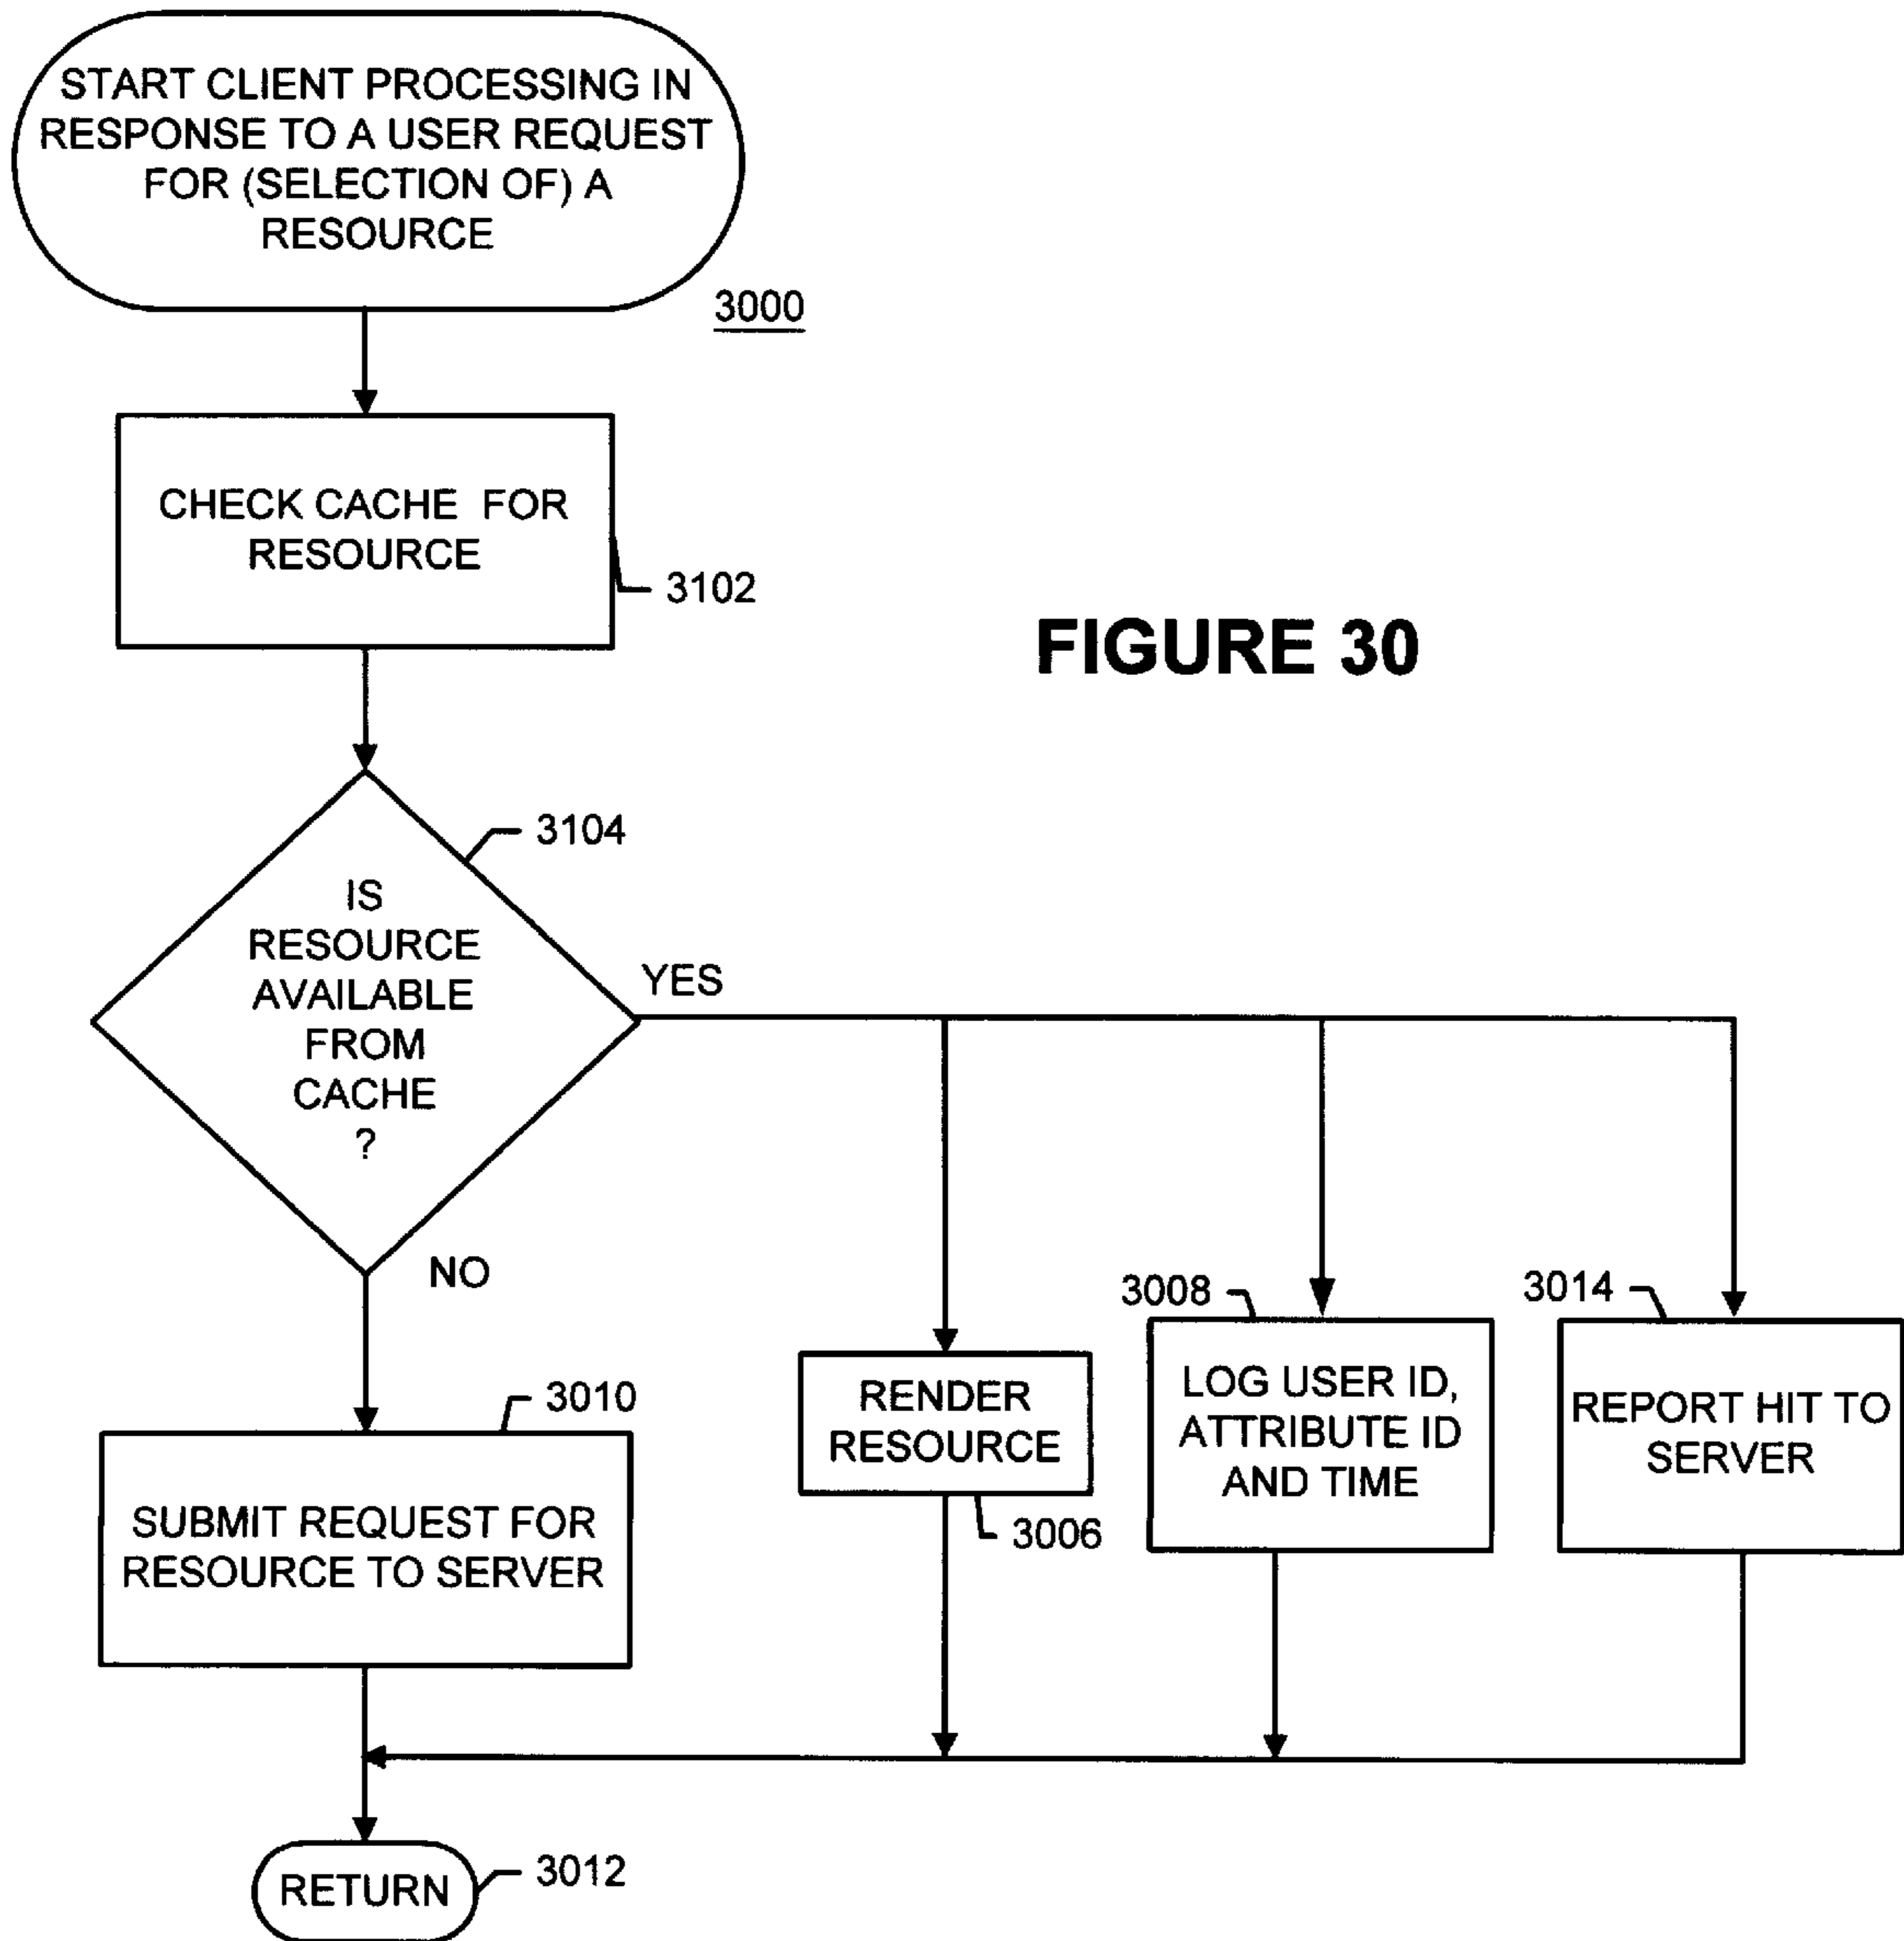 START CLIENT PROCESSING IN
RESPONSE TO A USER REQUEST
FOR (SELECTION OF) A
RESOURCE
3000
CHECK CACHE FOR
RESOURCE
3102
FIGURE 30
3104
IS
RESOURCE
AVAILABLE
FROM
CACHE
?
YES
NO
3010
SUBMIT REQUEST FOR
RESOURCE TO SERVER
RENDER
RESOURCE
3006
3008
LOG USER ID,
ATTRIBUTE ID
AND TIME
3014
REPORT HIT TO
SERVER
RETURN
3012